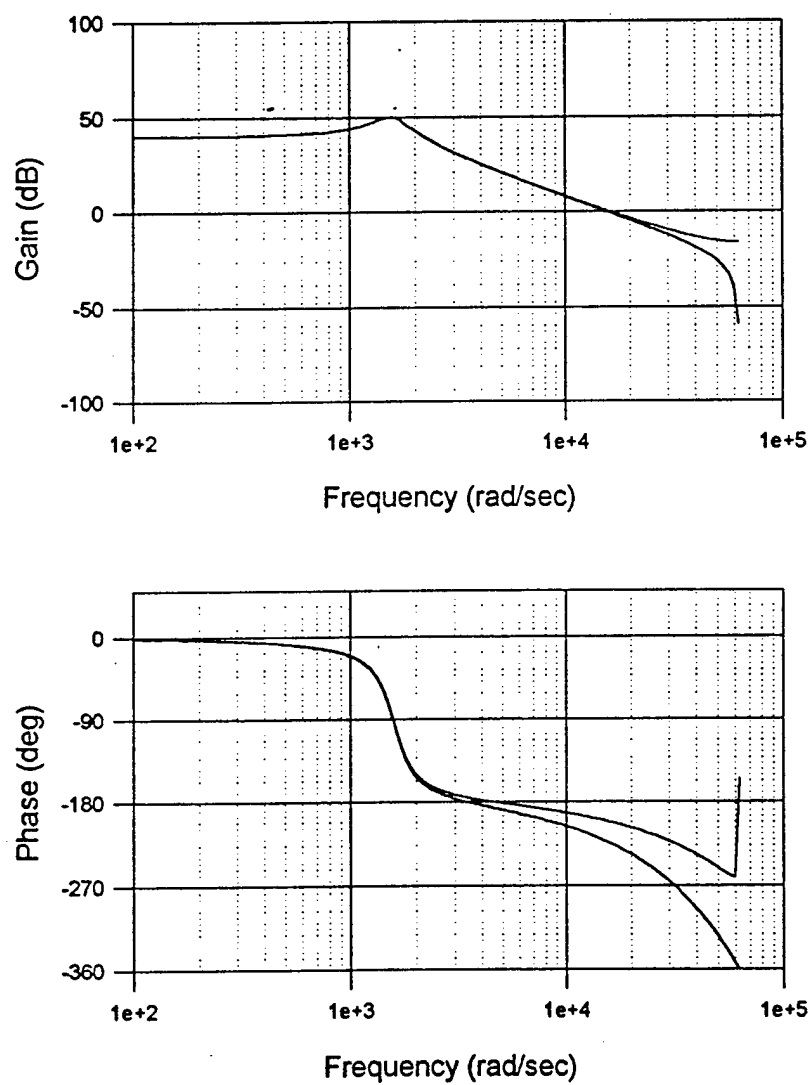 100
50
0
-50
-100
Gain (dB)
1e+2
1e+3
1e+4
1e+5
Frequency (rad/sec)
0
-90
-180
-270
-360
Phase (deg)
1e+2
1e+3
1e+4
1e+5
Frequency (rad/sec)